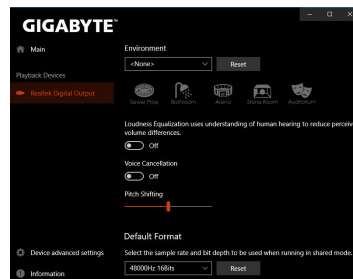 GIGABYTE™
Main
Playback Devices
Realtek Digital Output
Device advanced settings
Information
Environment
<None>
Reset
Sewer Pipe
Bathroom
Arena
Stone Room
Auditorium
Loudness Equalization uses understanding of human hearing to reduce perceive
volume differences.
Off
Voice Cancellation
Off
Pitch Shifting
Default Format
Select the sample rate and bit depth to be used when running in shared mode.
48000Hz 16Bits
Reset